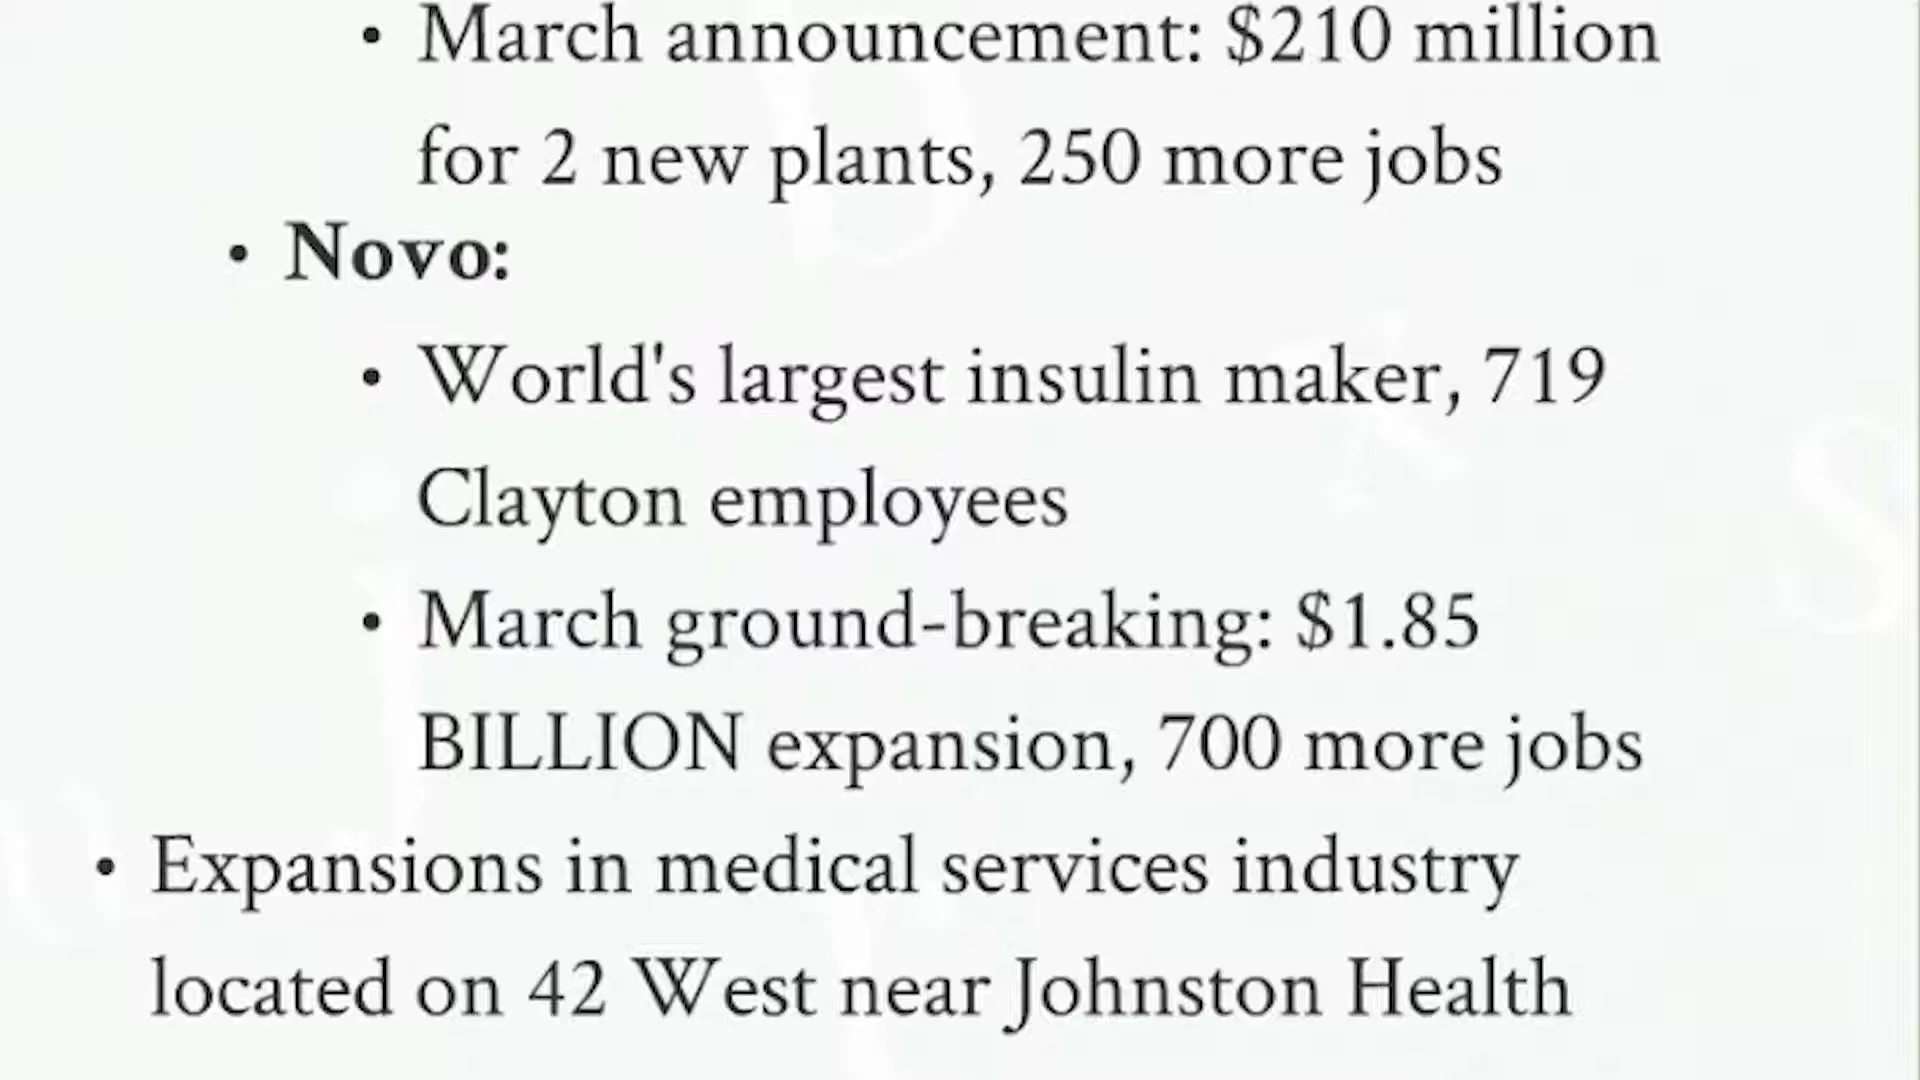 • March announcement: $210 million
for 2 new plants, 250 more jobs
• Novo:
• World's largest insulin maker, 719
Clayton employees
• March ground-breaking: $1.85
BILLION expansion, 700 more jobs
• Expansions in medical services industry
located on 42 West near Johnston Health